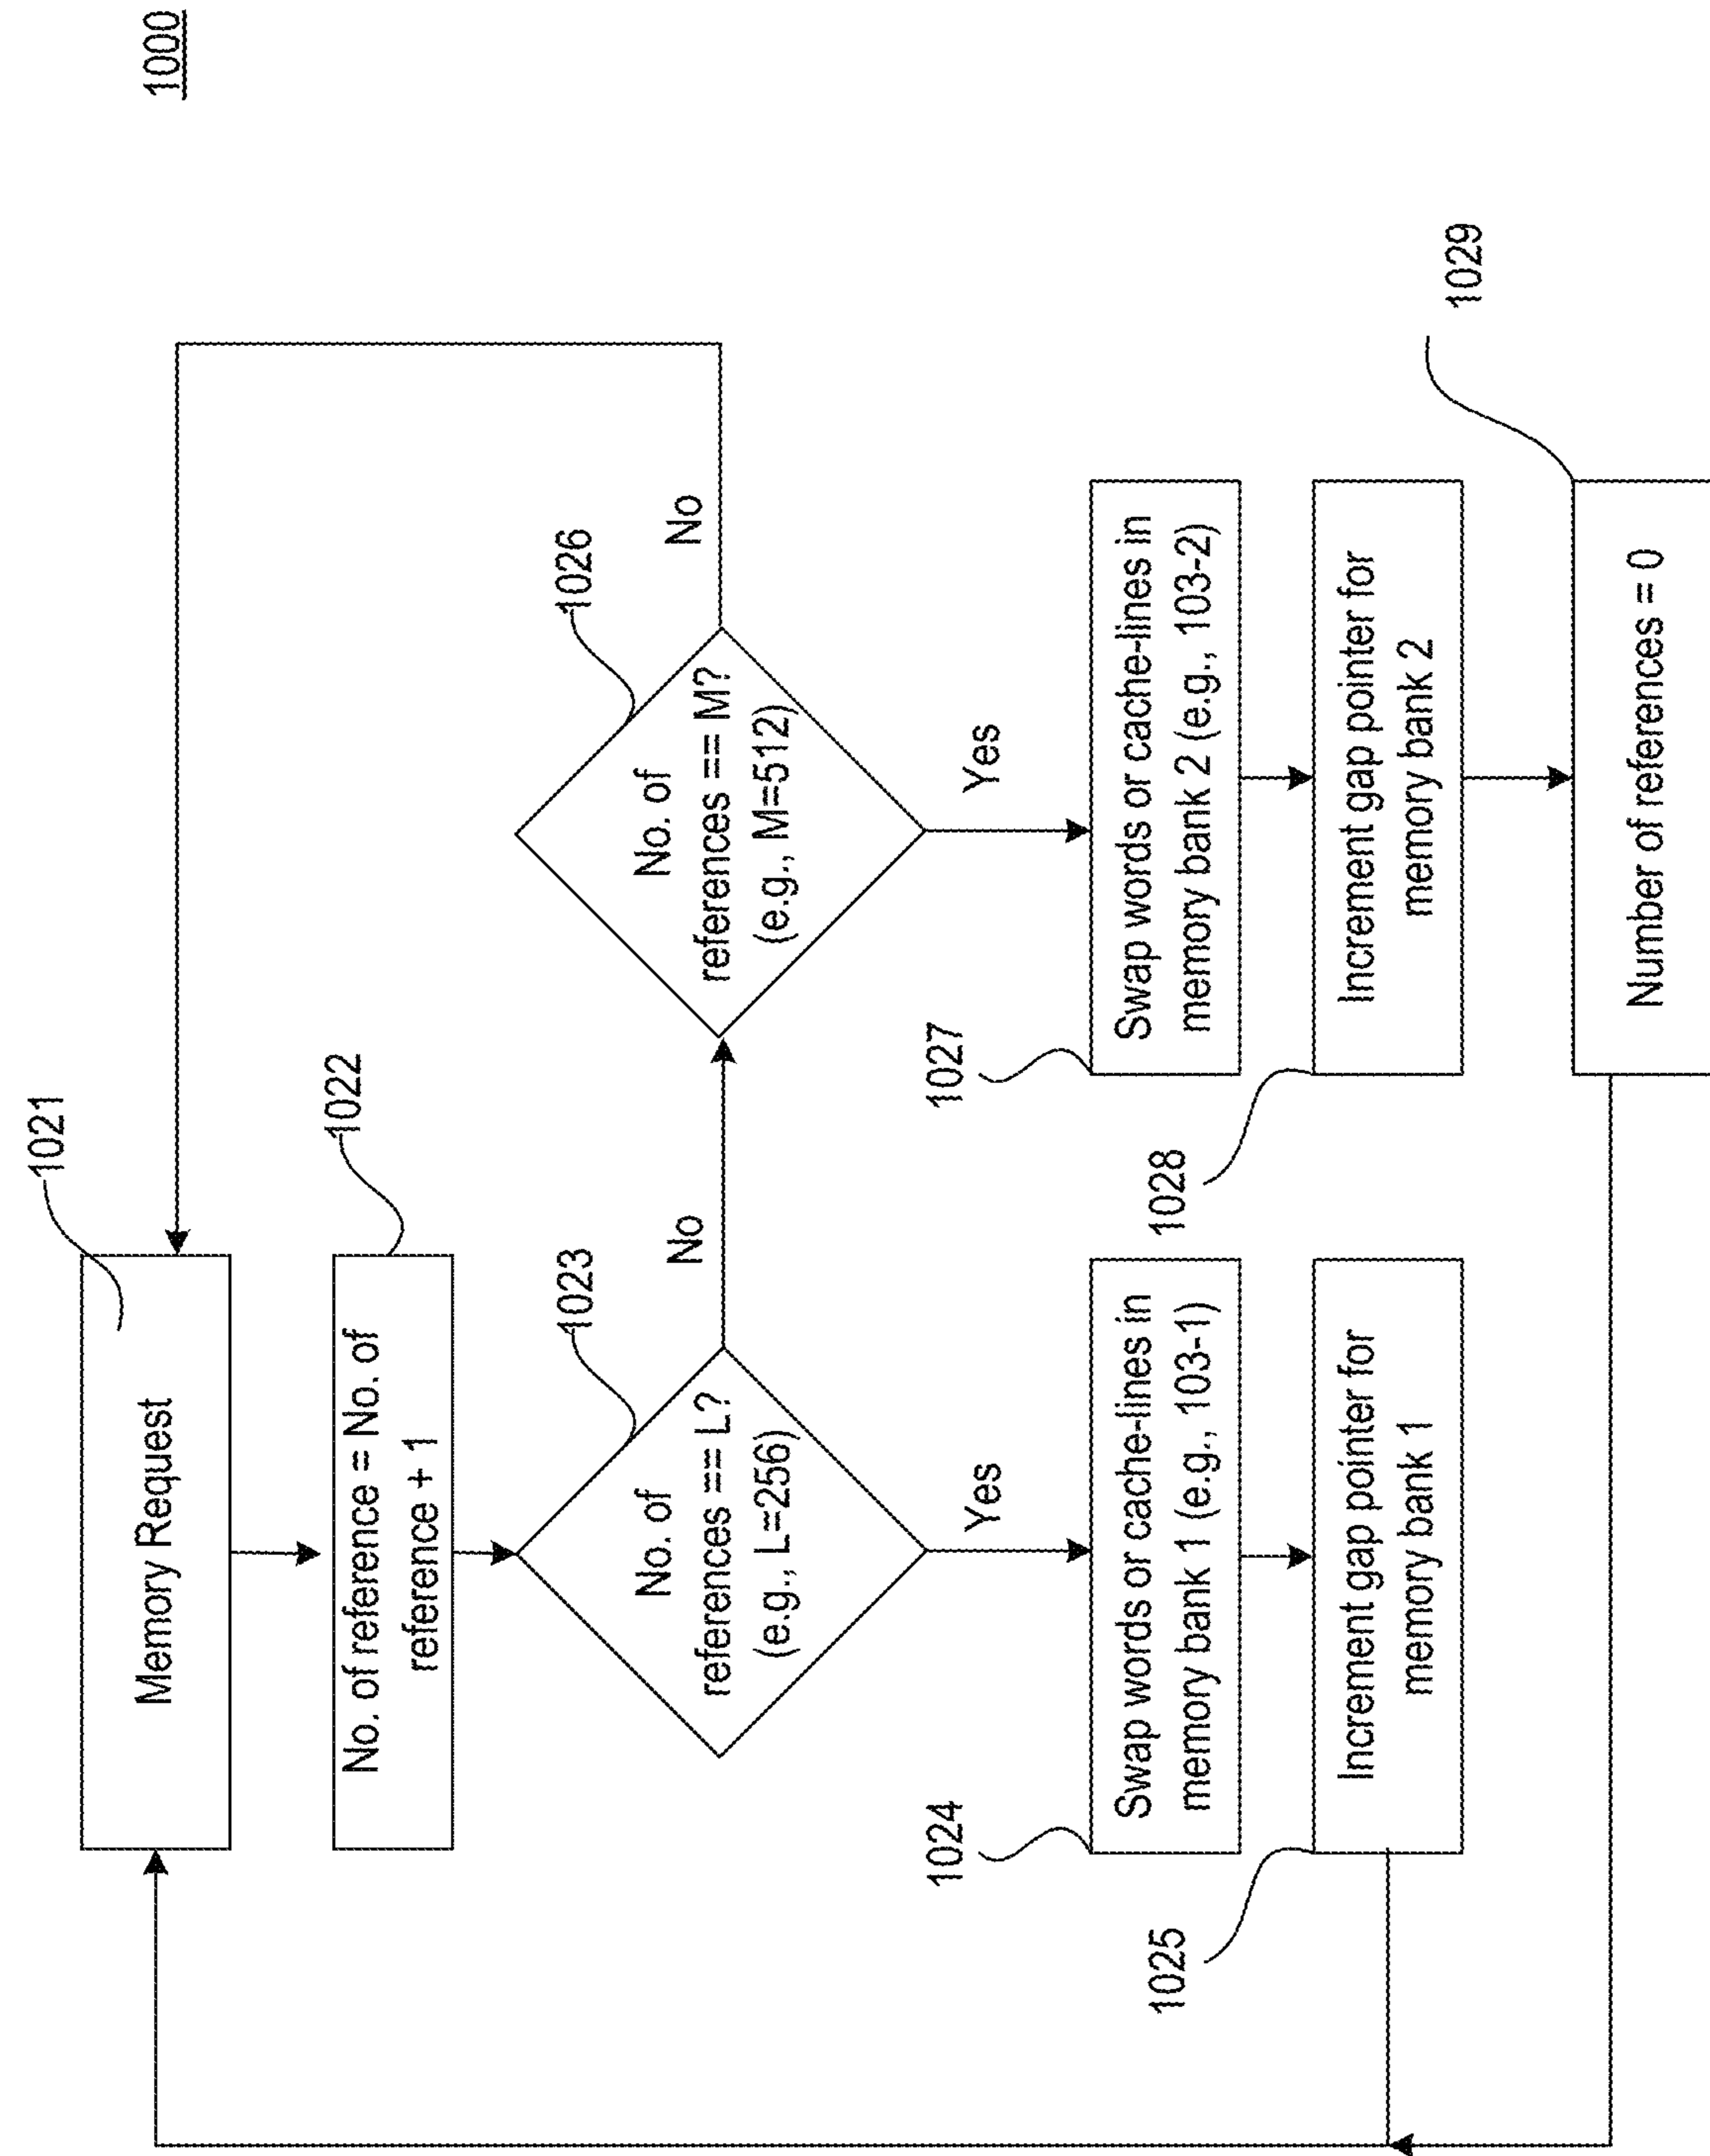 1000
1021
Memory Request
1022
No. of reference = No. of
reference + 1
1023
No. of
references == L?
(e.g., L=256)
No
Yes
1026
No. of
references == M?
(e.g., M=512)
No
Yes
1024
Swap words or cache-lines in
memory bank 1 (e.g., 103-1)
1025
Increment gap pointer for
memory bank 1
1027
Swap words or cache-lines in
memory bank 2 (e.g., 103-2)
1028
Increment gap pointer for
memory bank 2
1029
Number of references = 0